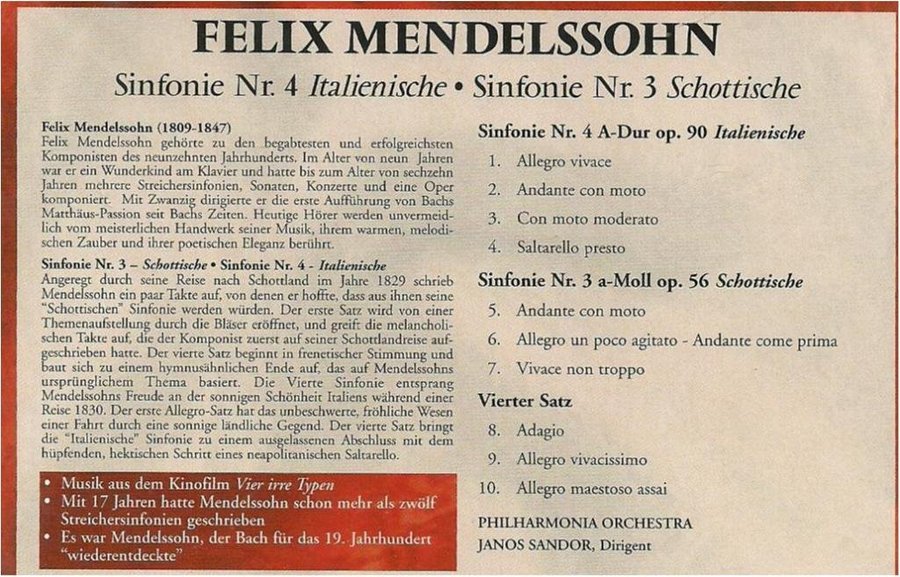 FELIX MENDELSSOHN
Sinfonie Nr. 4 Italienische • Sinfonie Nr. 3 Schottische
Felix Mendelssohn (1809-1847)
Felix Mendelssohn gehörte zu den begabtesten und erfolgreichsten
Komponisten des neunzehnten Jahrhunderts. Im Alter von neun Jahren
war er ein Wunderkind am Klavier und hatte bis zum Alter von sechzehn
Jahren mehrere Streichersinfonien, Sonaten, Konzerte und eine Oper
komponiert. Mit Zwanzig dirigierte er die erste Aufführung von Bachs
Matthäus-Passion seit Bachs Zeiten. Heutige Hörer werden unvermeid-
lich vom meisterlichen Handwerk seiner Musik, ihrem warmen, melodi-
schen Zauber und ihrer poetischen Eleganz berührt.
Sinfonie Nr. 3 – Schottische • Sinfonie Nr. 4 - Italienische
Angeregt durch seine Reise nach Schottland im Jahre 1829 schrieb
Mendelssohn ein paar Takte auf, von denen er hoffte, dass aus ihnen seine
"Schottischen" Sinfonie werden würden. Der erste Satz wird von einer
Themenaufstellung durch die Bläser eröffnet, und greift die melancholi-
schen Takte auf, die der Komponist zuerst auf seiner Schottlandreise auf-
geschrieben hatte. Der vierte Satz beginnt in frenetischer Stimmung und
baut sich zu einem hymnusähnlichen Ende auf, das auf Mendelssohns
ursprünglichem Thema basiert. Die Vierte Sinfonie entsprang
Mendelssohns Freude an der sonnigen Schönheit Italiens während einer
Reise 1830. Der erste Allegro-Satz hat das unbeschwerte, fröhliche Wesen
einer Fahrt durch eine sonnige ländliche Gegend. Der vierte Satz bringt
die "Italienische" Sinfonie zu einem ausgelassenen Abschluss mit dem
hüpfenden, hektischen Schritt eines neapolitanischen Saltarello.
• Musik aus dem Kinofilm Vier irre Typen
• Mit 17 Jahren hatte Mendelssohn schon mehr als zwölf
Streichersinfonien geschrieben
• Es war Mendelssohn, der Bach für das 19. Jahrhundert
"wiederentdeckte"
Sinfonie Nr. 4 A-Dur op. 90 Italienische
1. Allegro vivace
2. Andante con moto
3. Con moto moderato
4. Saltarello presto
Sinfonie Nr. 3 a-Moll op. 56 Schottische
5. Andante con moto
6. Allegro un poco agitato - Andante come prima
7. Vivace non troppo
Vierter Satz
8. Adagio
9. Allegro vivacissimo
10. Allegro maestoso assai
PHILHARMONIA ORCHESTRA
JANOS SANDOR, Dirigent